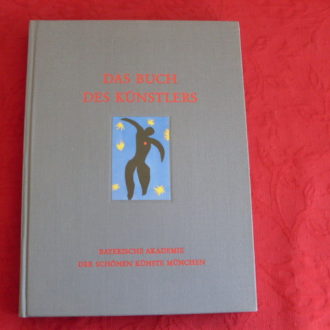 DAS BUCH
DES KÜNSTLERS
BAYERISCHE AKADEMIE
DER SCHÖNEN KÜNSTE MÜNCHEN